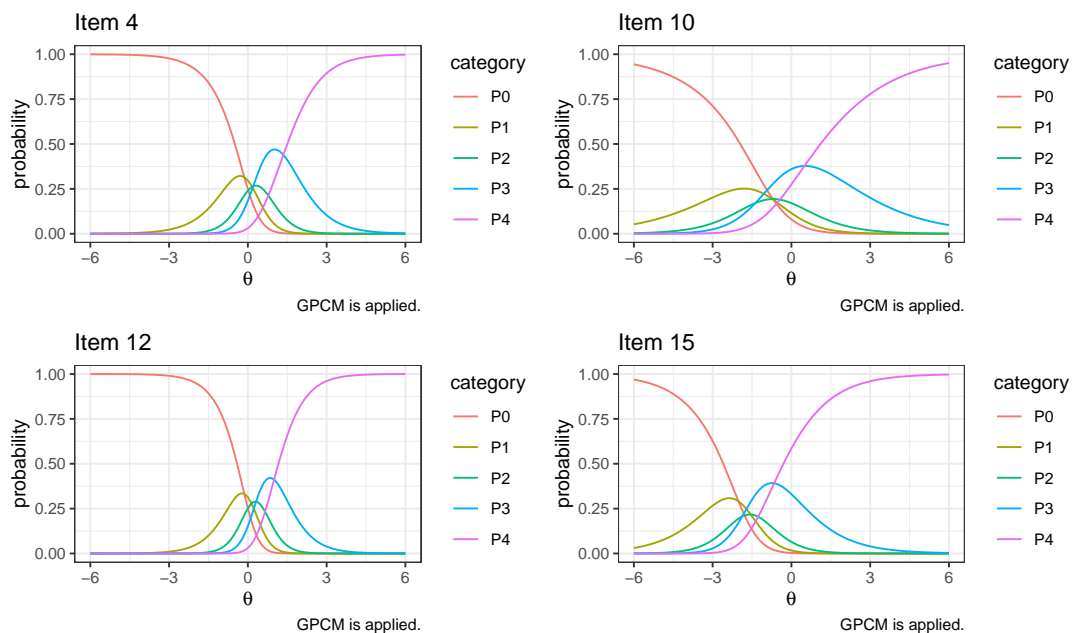 Item 4
1.00
0.75
0.50
0.25
0.00
probability
−6
−3
0
3
6
θ
category
P0
P1
P2
P3
P4
GPCM is applied.
Item 10
1.00
0.75
0.50
0.25
0.00
probability
−6
−3
0
3
6
θ
category
P0
P1
P2
P3
P4
GPCM is applied.
Item 12
1.00
0.75
0.50
0.25
0.00
probability
−6
−3
0
3
6
θ
category
P0
P1
P2
P3
P4
GPCM is applied.
Item 15
1.00
0.75
0.50
0.25
0.00
probability
−6
−3
0
3
6
θ
category
P0
P1
P2
P3
P4
GPCM is applied.